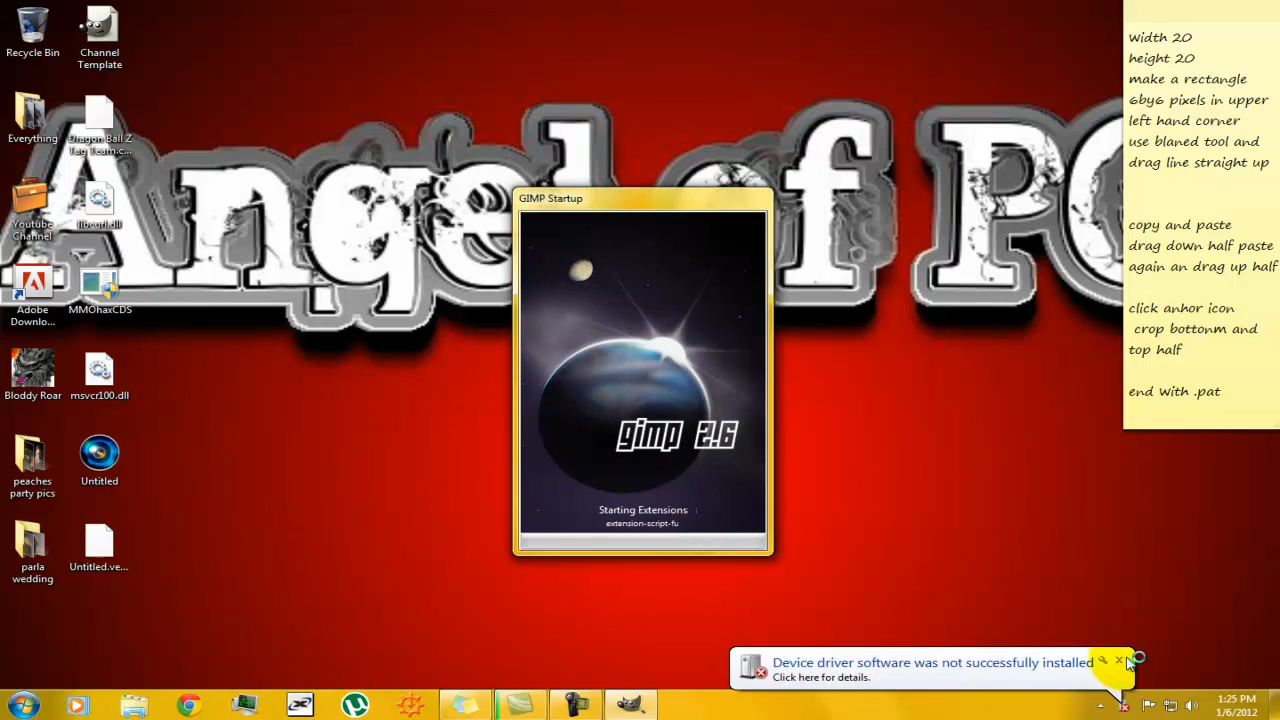 Recycle Bin
Channel
Template
Everything
Dragon Ball Z
Tag Team.c...
Youtube
Channel
libcurl.dll
Adobe
Downlo...
MMOhaxCDS
Bloddy Roar
msvcr100.dll
peaches
party pics
Untitled
parla
wedding
Untitled.ve...
Angel of PC
GIMP Startup
gimp 2.6
Starting Extensions
extension-script-fu
Width 20
height 20
make a rectangle
6by6 pixels in upper
left hand corner
use blaned tool and
drag line straight up
copy and paste
drag down half paste
again an drag up half
click anhor icon
crop bottonm and
top half
end with .pat
Device driver software was not successfully installed
Click here for details.
1:25 PM
1/6/2012